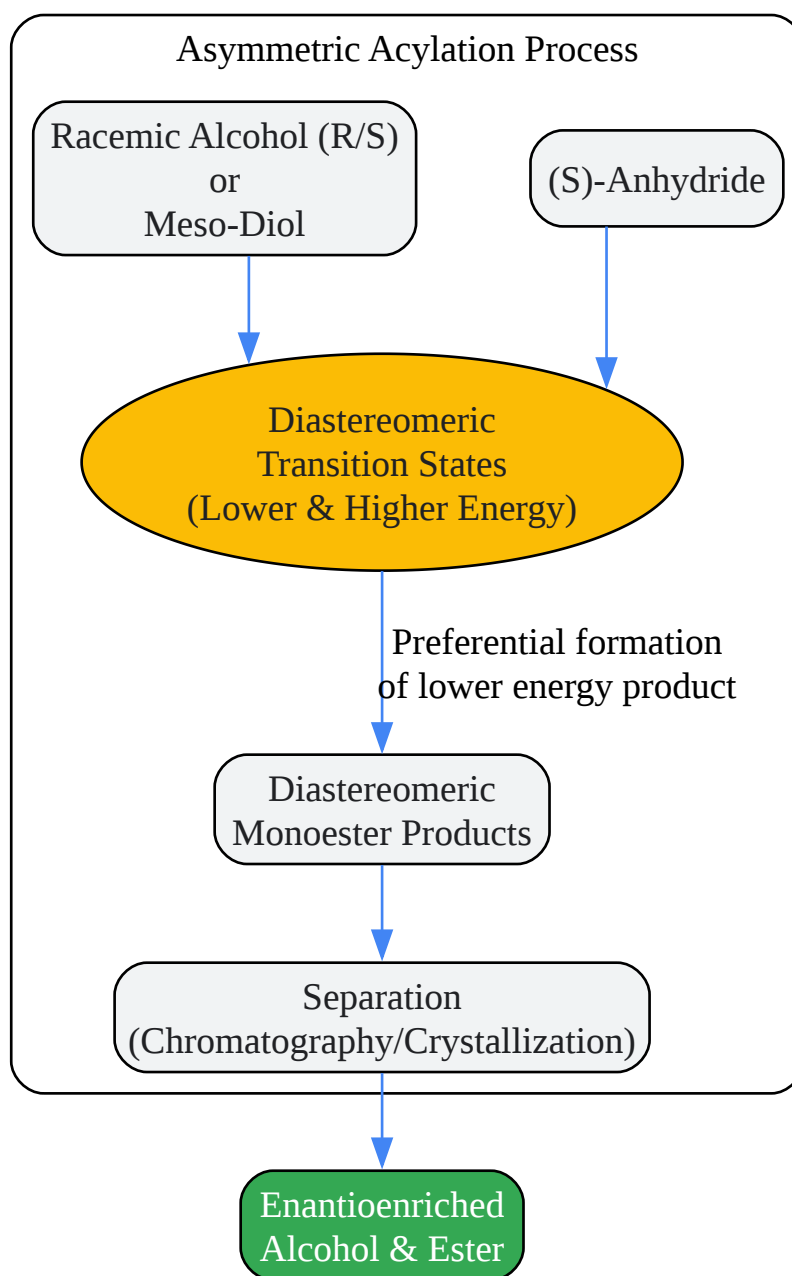 Asymmetric Acylation Process
Racemic Alcohol (R/S)
or
Meso-Diol
(S)-Anhydride
Diastereomeric
Transition States
(Lower & Higher Energy)
Preferential formation
of lower energy product
Diastereomeric
Monoester Products
Separation
(Chromatography/Crystallization)
Enantioenriched
Alcohol & Ester